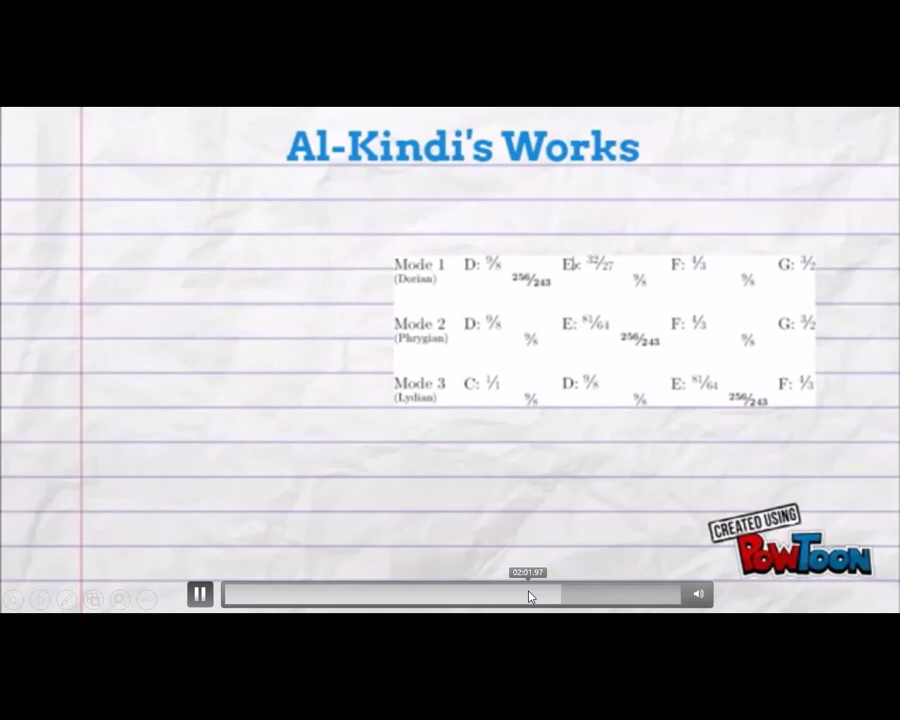 Al-Kindi's Works
Mode 1 D: 9/8 E♭: 32/27 F: 4/3 G: 3/2
(Dorian) 256/243 9/8 9/8
Mode 2 D: 9/8 E: 81/64 F: 4/3 G: 3/2
(Phrygian) 9/8 256/243 9/8
Mode 3 C: 1/1 D: 9/8 E: 81/64 F: 4/3
(Lydian) 9/8 9/8 256/243
CREATED USING
POWTOON
02:01.97